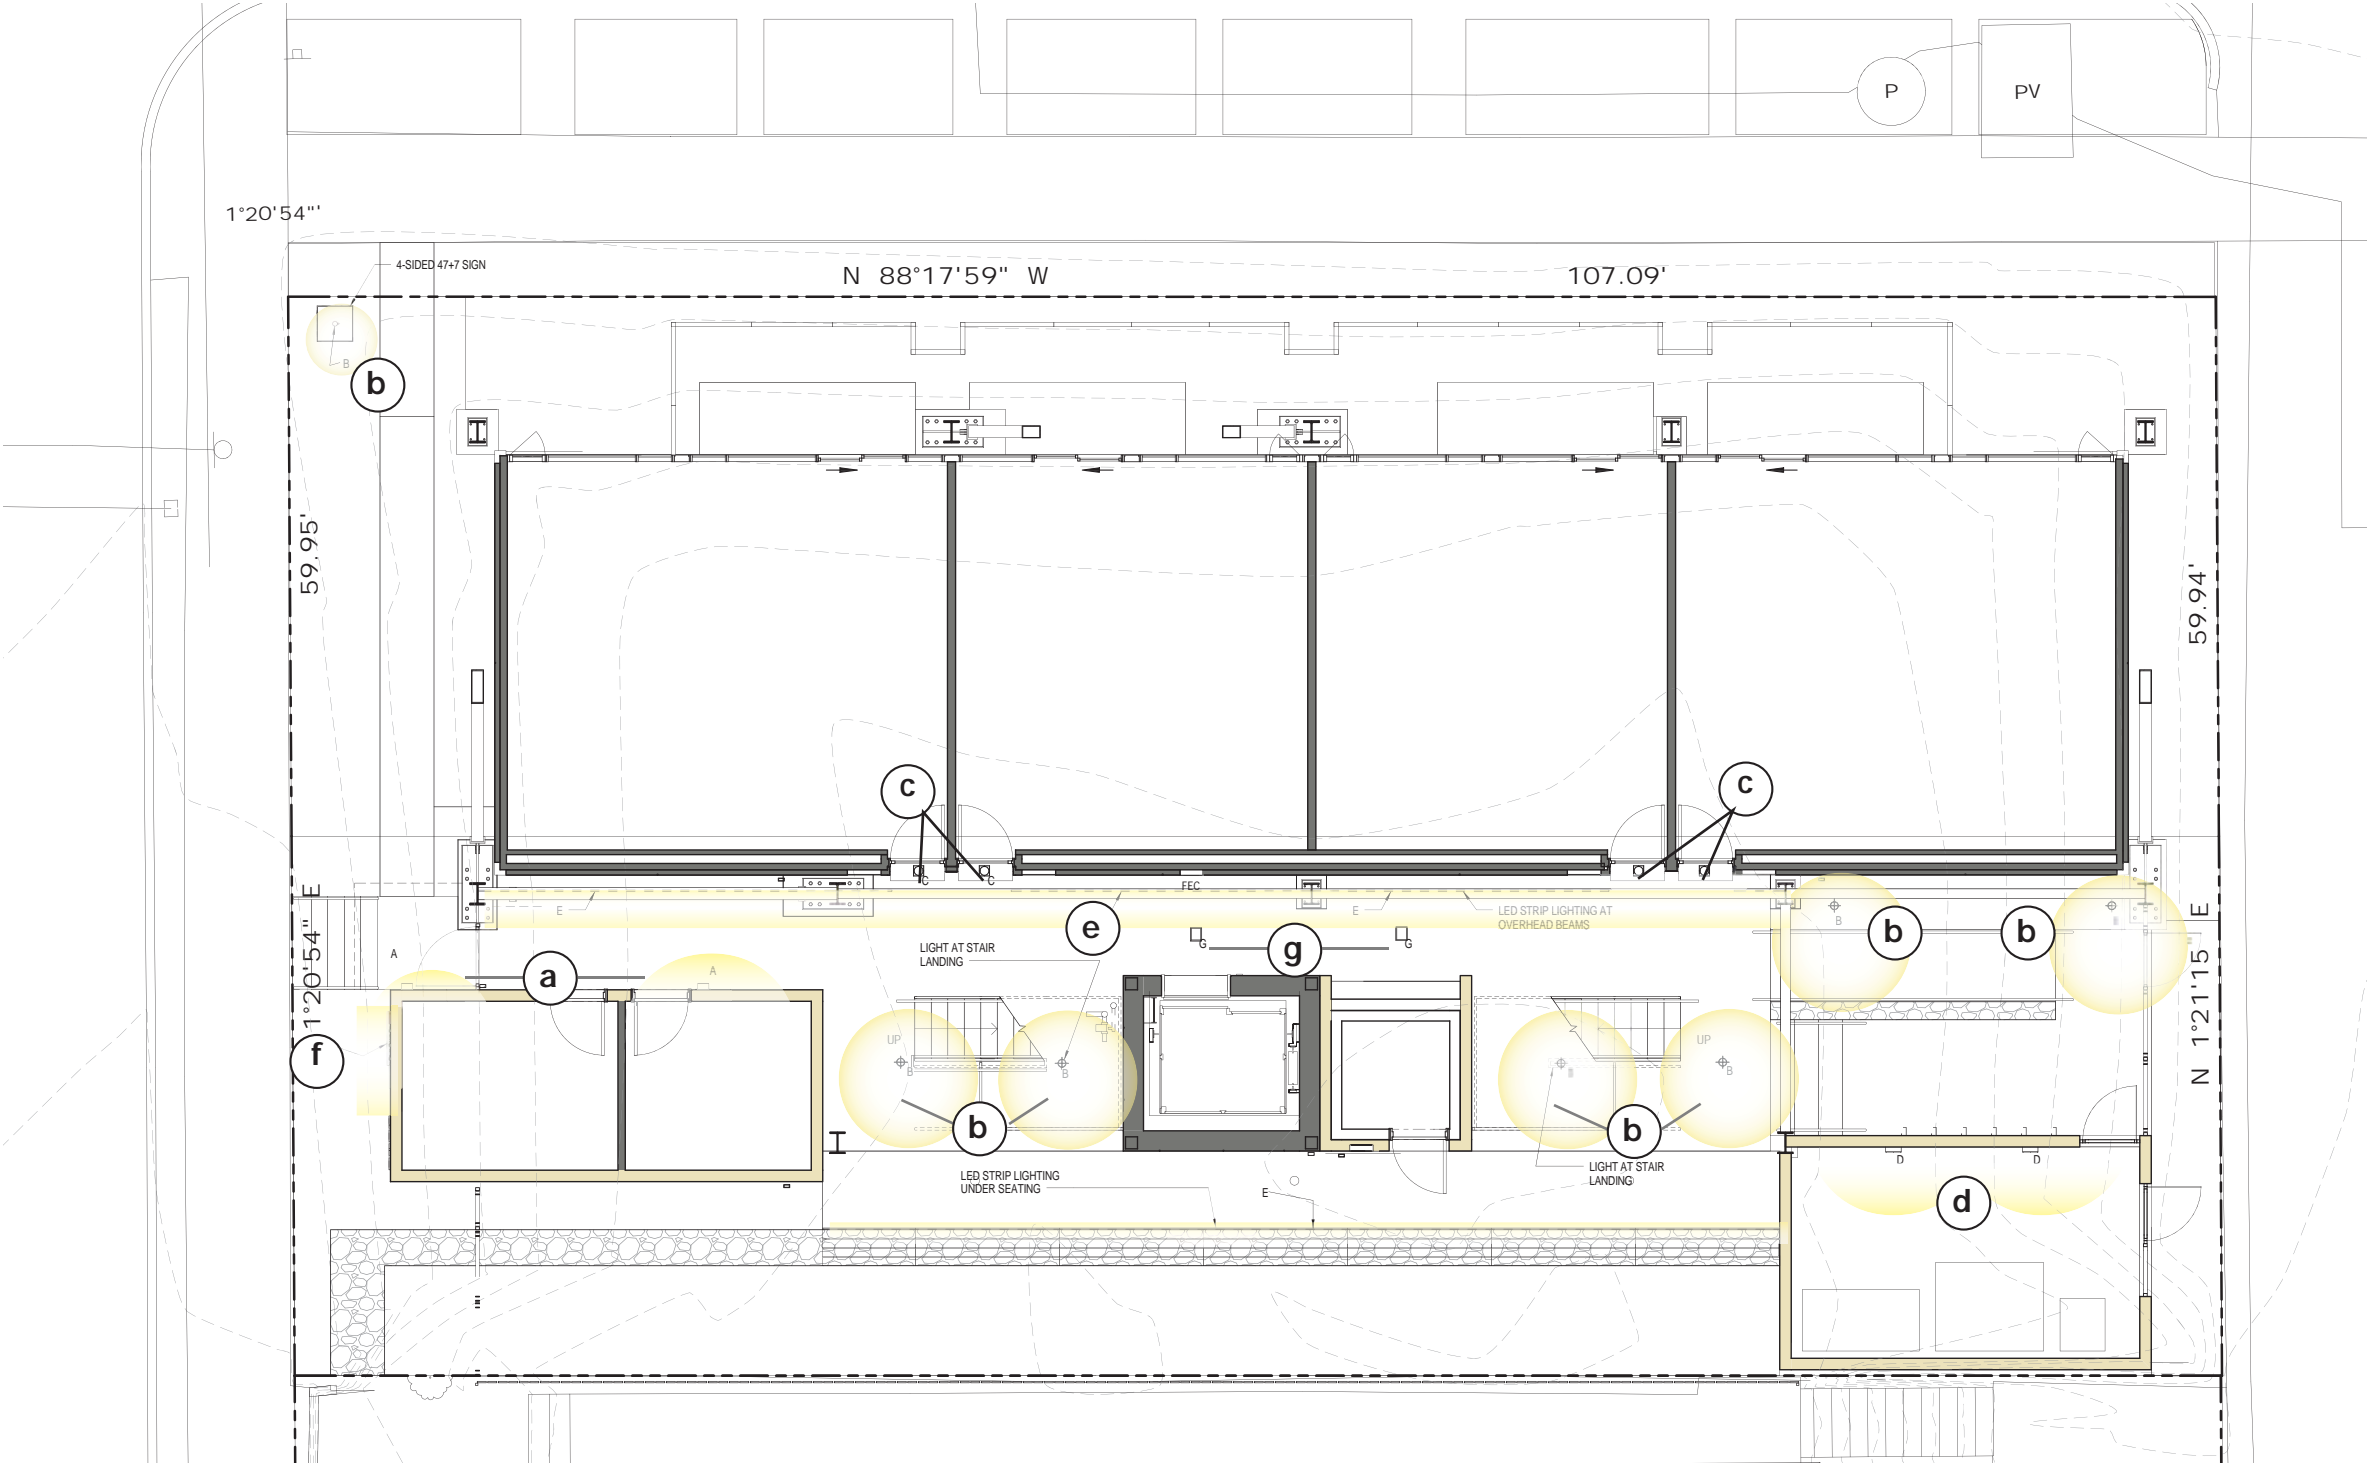 P
PV
1°20'54"'
4-SIDED 47+7 SIGN
N 88°17'59" W
107.09'
B
b
59.95'
59.94'
c
c
C
C
FEC
E
E
LED STRIP LIGHTING AT
OVERHEAD BEAMS
e
B
b
b
G
G
g
LIGHT AT STAIR
LANDING
A
a
A
1°20'54" E
N 1°21'15" E
f
UP
B
B
UP
B
b
b
LIGHT AT STAIR
LANDING
D
D
d
LED STRIP LIGHTING
UNDER SEATING
E